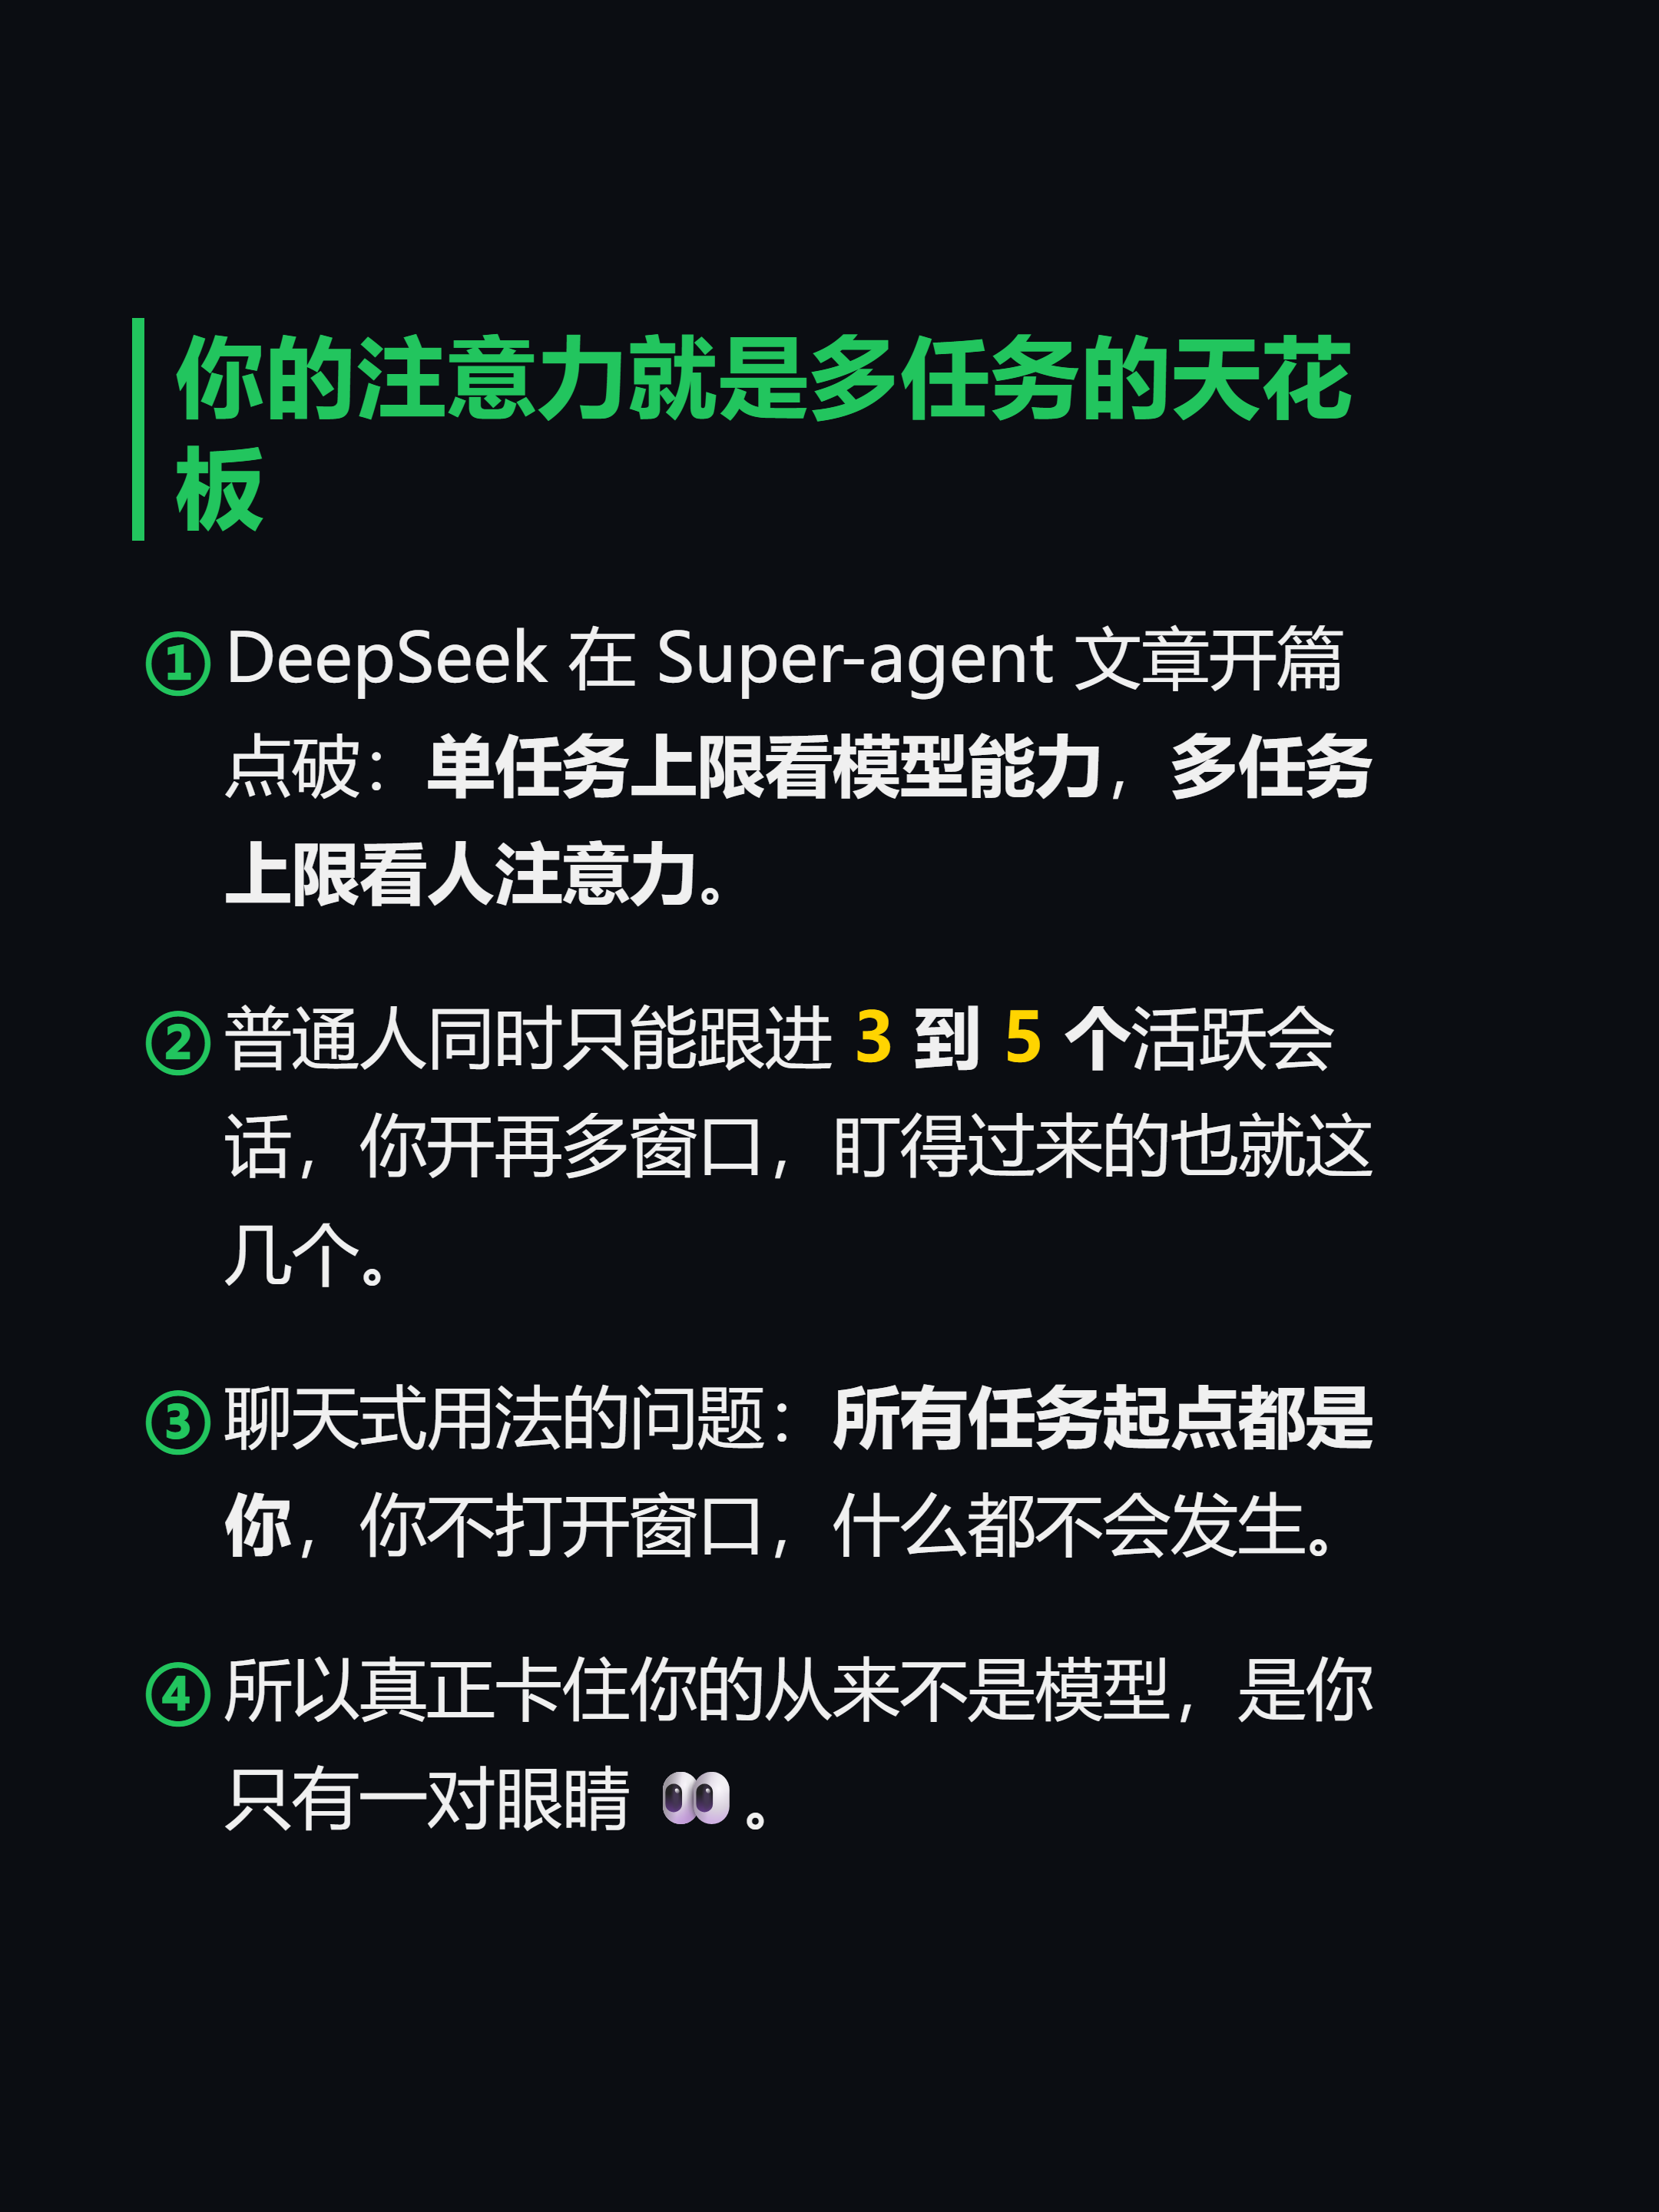 你的注意力就是多任务的天花
板
① DeepSeek 在 Super-agent 文章开篇
点破：单任务上限看模型能力，多任务
上限看人注意力。
② 普通人同时只能跟进 3 到 5 个活跃会
话，你开再多窗口，盯得过来的也就这
几个。
③ 聊天式用法的问题：所有任务起点都是
你，你不打开窗口，什么都不会发生。
④ 所以真正卡住你的从来不是模型，是你
只有一对眼睛 👀。